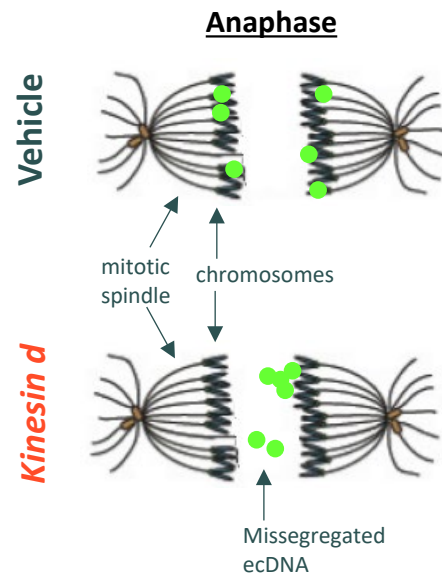 Anaphase
Vehicle
mitotic
spindle
chromosomes
Kinesin d
Missegregated
ecDNA